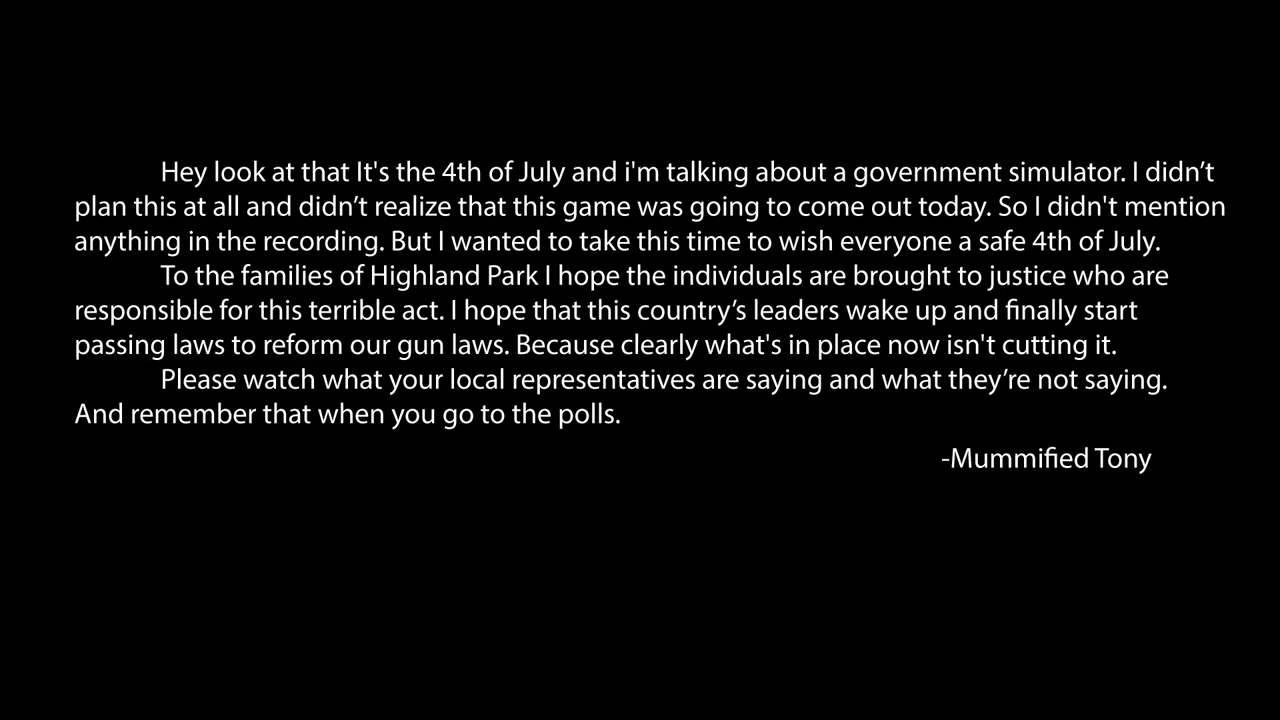 Hey look at that It's the 4th of July and i'm talking about a government simulator. I didn’t
plan this at all and didn’t realize that this game was going to come out today. So I didn't mention
anything in the recording. But I wanted to take this time to wish everyone a safe 4th of July.
To the families of Highland Park I hope the individuals are brought to justice who are
responsible for this terrible act. I hope that this country’s leaders wake up and finally start
passing laws to reform our gun laws. Because clearly what's in place now isn't cutting it.
Please watch what your local representatives are saying and what they’re not saying.
And remember that when you go to the polls.
-Mummified Tony